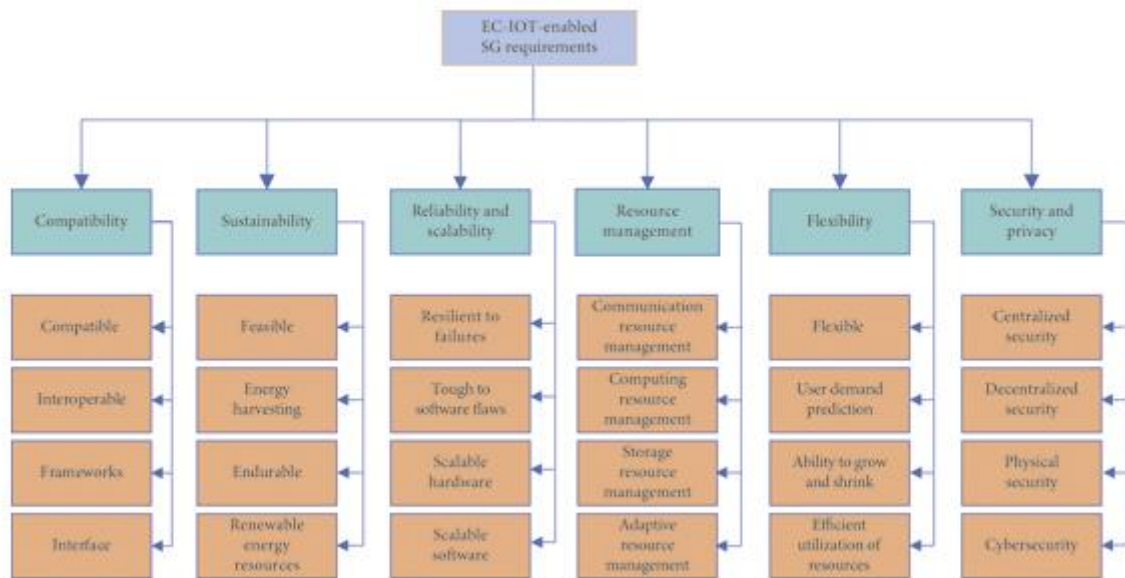 EC-IOT-enabled
SG requirements
Compatibility
Sustainability
Reliability and
scalability
Resource
management
Flexibility
Security and
privacy
Compatible
Interoperable
Frameworks
Interface
Feasible
Energy
harvesting
Endurable
Renewable
energy
resources
Resilient to
failures
Tough to
software flaws
Scalable
hardware
Scalable
software
Communication
resource
management
Computing
resource
management
Storage
resource
management
Adaptive
resource
management
Flexible
User demand
prediction
Ability to grow
and shrink
Efficient
utilization of
resources
Centralized
security
Decentralized
security
Physical
security
Cybersecurity